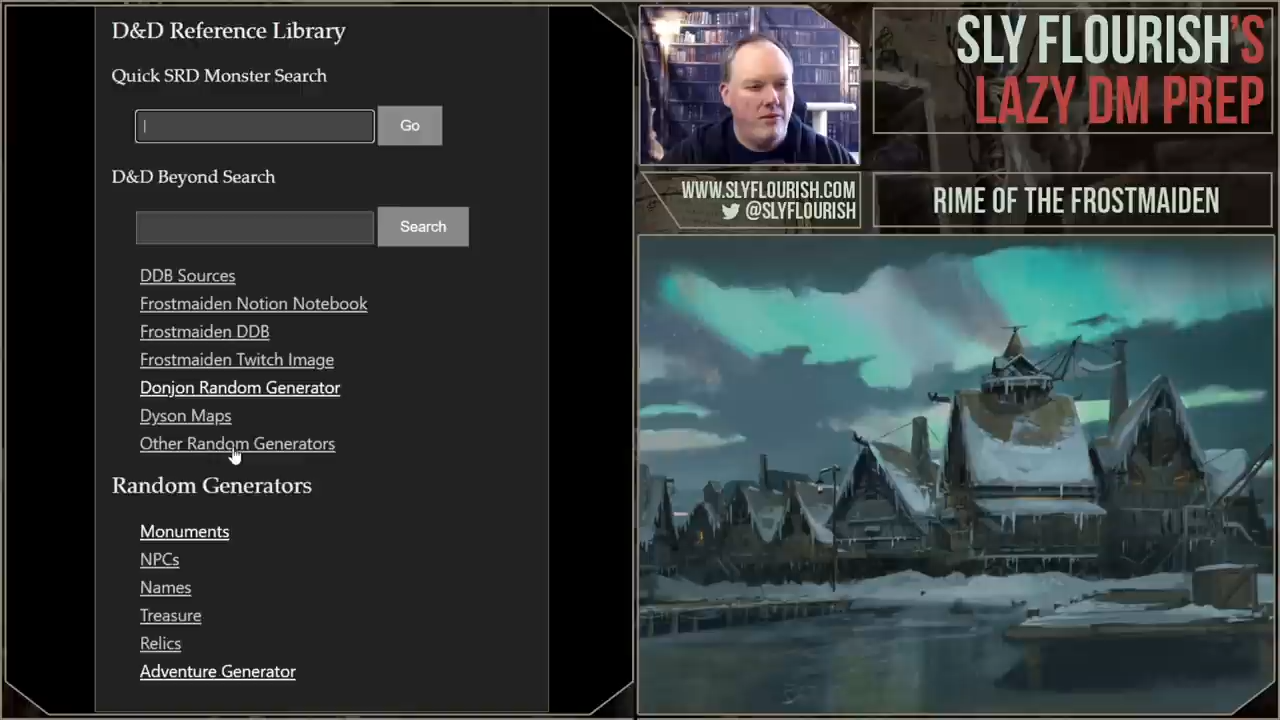 D&D Reference Library
Quick SRD Monster Search
Go
D&D Beyond Search
Search
DDB Sources
Frostmaiden Notion Notebook
Frostmaiden DDB
Frostmaiden Twitch Image
Donjon Random Generator
Dyson Maps
Other Random Generators
Random Generators
Monuments
NPCs
Names
Treasure
Relics
Adventure Generator
SLY FLOURISH'S
LAZY DM PREP
WWW.SLYFLOURISH.COM
@SLYFLOURISH
RIME OF THE FROSTMAIDEN